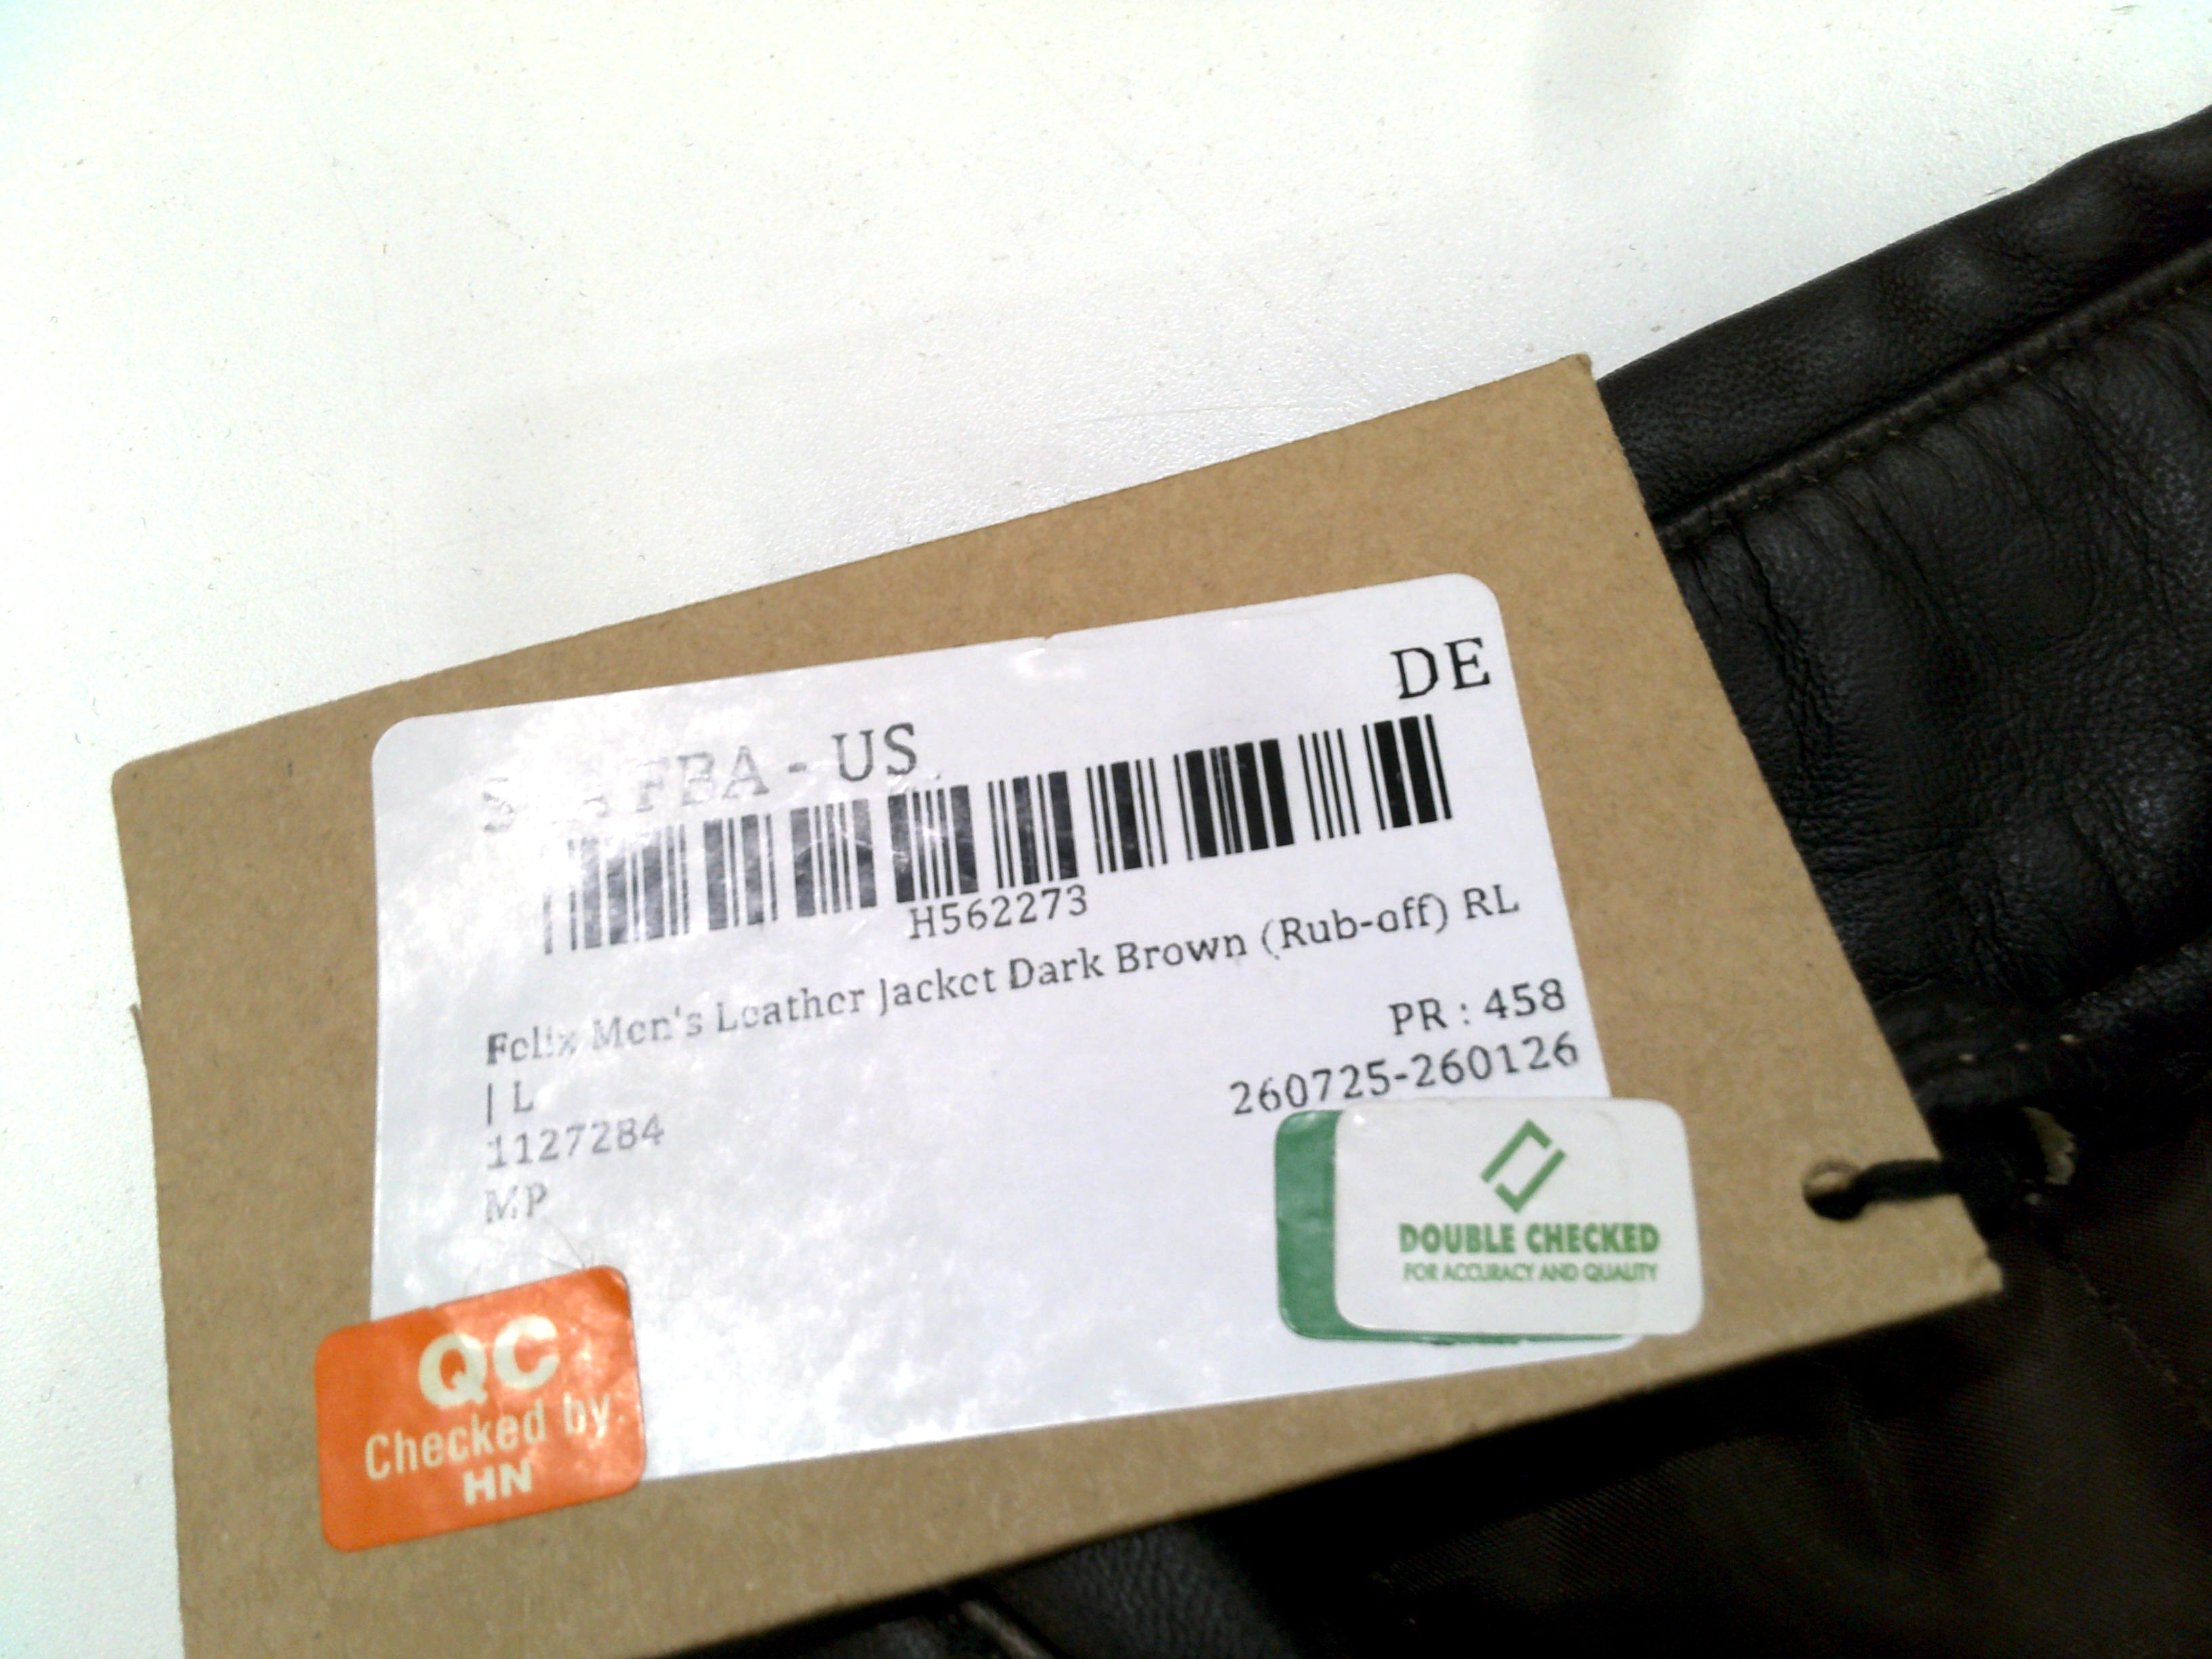 DE
FBA - US
H562273
Felix Men's Leather Jacket Dark Brown (Rub-off) RL
| L
PR : 458
1127284
260725-260126
MP
DOUBLE CHECKED
FOR ACCURACY AND QUALITY
QC
Checked by
HN